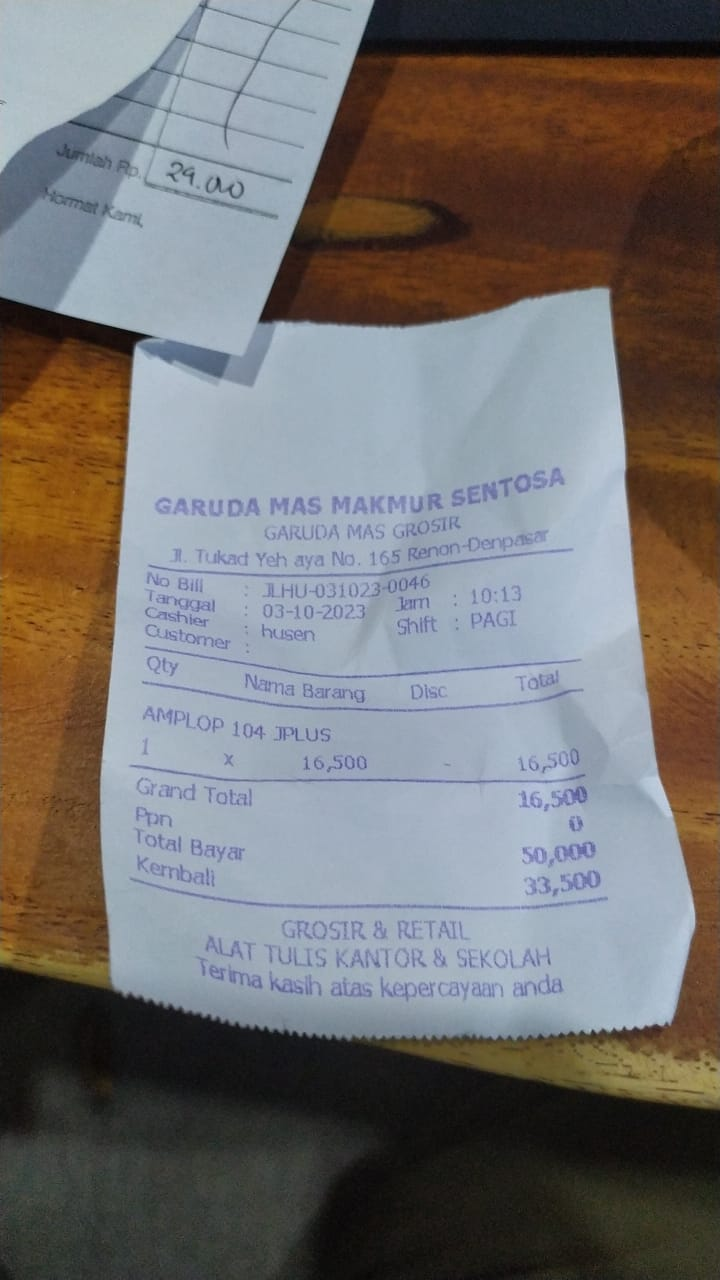 Jumlah Rp. 29.000
Hormat Kami,
GARUDA MAS MAKMUR SENTOSA
GARUDA MAS GROSIR
Jl. Tukad Yeh aya No. 165 Renon-Denpasar
No Bill : JLHU-031023-0046
Tanggal : 03-10-2023 Jam : 10:13
Cashier : husen Shift : PAGI
Customer :
Qty Nama Barang Disc Total
AMPLOP 104 JPLUS
1 x 16,500 - 16,500
Grand Total 16,500
Ppn 0
Total Bayar 50,000
Kembali 33,500
GROSIR & RETAIL
ALAT TULIS KANTOR & SEKOLAH
Terima kasih atas kepercayaan anda